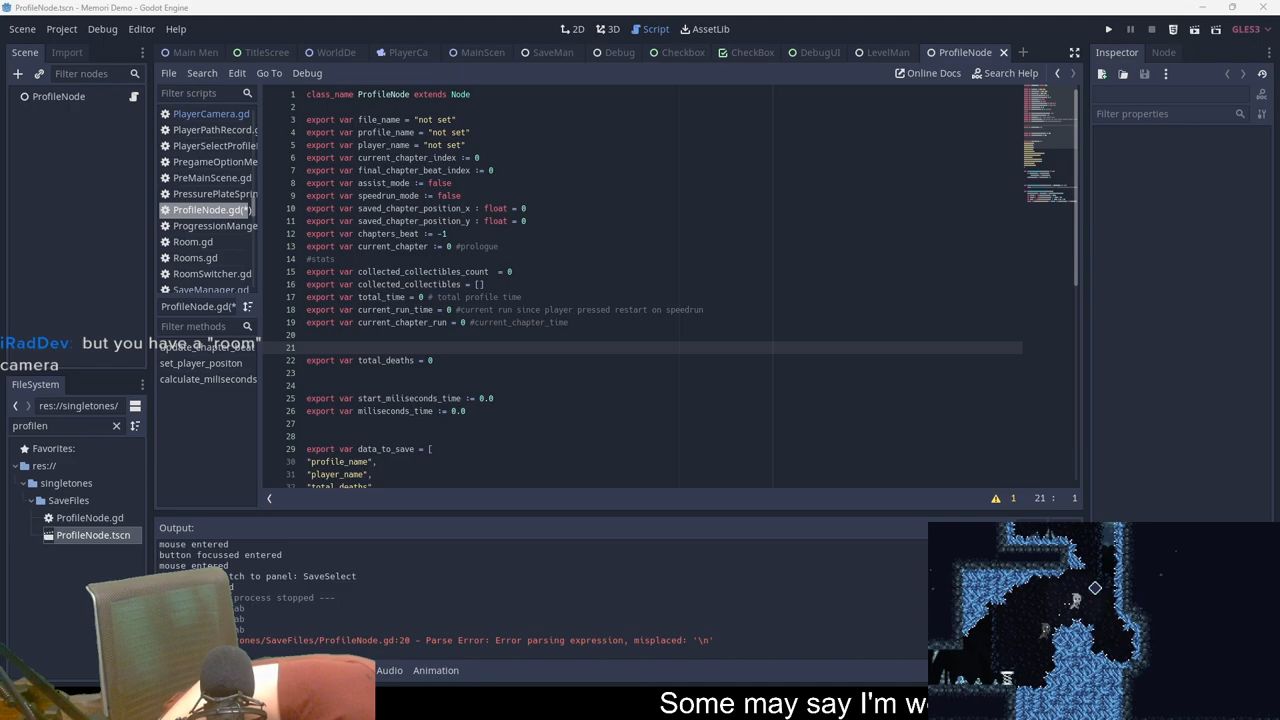 ProfileNode.tscn - Memori Demo - Godot Engine
Scene Project Debug Editor Help
2D 3D Script AssetLib
GLES3
Scene Import
Main Men TitleScree WorldDe PlayerCa MainScen SaveMan Debug Checkbox CheckBox DebugUI LevelMan ProfileNode
Inspector Node
Filter nodes
File Search Edit Go To Debug
Online Docs Search Help
ProfileNode
Filter scripts
Filter properties
PlayerCamera.gd
PlayerPathRecord.g
PlayerSelectProfile
PregameOptionMe
PreMainScene.gd
PressurePlateSprin
ProfileNode.gd(*)
ProgressionMange
Room.gd
Rooms.gd
RoomSwitcher.gd
SaveManager.gd
ProfileNode.gd(*
Filter methods
update_chapter_beat
set_player_positon
calculate_miliseconds
1 class_name ProfileNode extends Node
2
3 export var file_name = "not set"
4 export var profile_name = "not set"
5 export var player_name = "not set"
6 export var current_chapter_index := 0
7 export var final_chapter_beat_index := 0
8 export var assist_mode := false
9 export var speedrun_mode := false
10 export var saved_chapter_position_x : float = 0
11 export var saved_chapter_position_y : float = 0
12 export var chapters_beat := -1
13 export var current_chapter := 0 #prologue
14 #stats
15 export var collected_collectibles_count  = 0
16 export var collected_collectibles = []
17 export var total_time = 0 # total profile time
18 export var current_run_time = 0 #current run since player pressed restart on speedrun
19 export var current_chapter_run = 0 #current_chapter_time
20
21
22 export var total_deaths = 0
23
24
25 export var start_miliseconds_time := 0.0
26 export var miliseconds_time := 0.0
27
28
29 export var data_to_save = [
30 "profile_name",
31 "player_name",
32 "total_deaths"
1 21 : 1
iRadDev: but you have a "room"
camera
FileSystem
res://singletones/
profilen
Favorites:
res://
singletones
SaveFiles
ProfileNode.gd
ProfileNode.tscn
Output:
mouse entered
button focussed entered
mouse entered
tch to panel: SaveSelect
d
process stopped ---
ab
ab
ab
ones/SaveFiles/ProfileNode.gd:20 - Parse Error: Error parsing expression, misplaced: '\n'
Audio Animation
Some may say I'm w